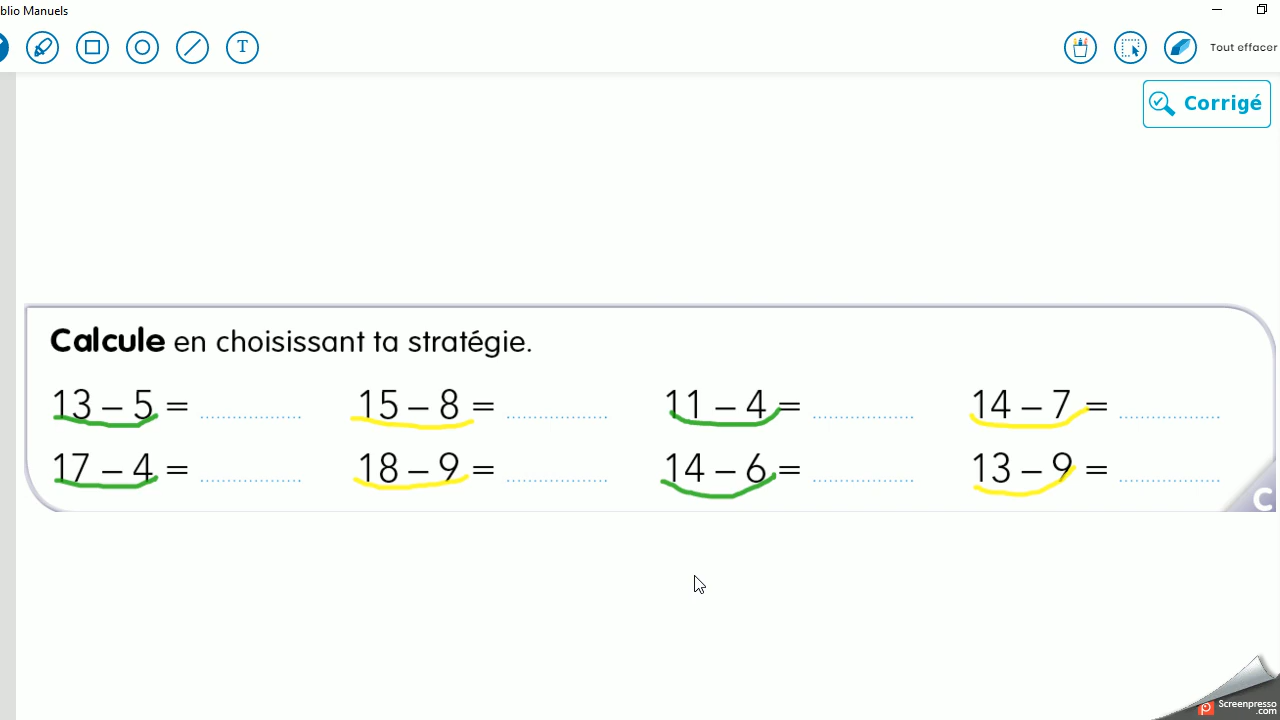 blio Manuels
T
Tout effacer
Corrigé
Calcule en choisissant ta stratégie.
13 – 5 = .................... 15 – 8 = .................... 11 – 4 = .................... 14 – 7 = ....................
17 – 4 = .................... 18 – 9 = .................... 14 – 6 = .................... 13 – 9 = ....................
C
Screenpresso
.com